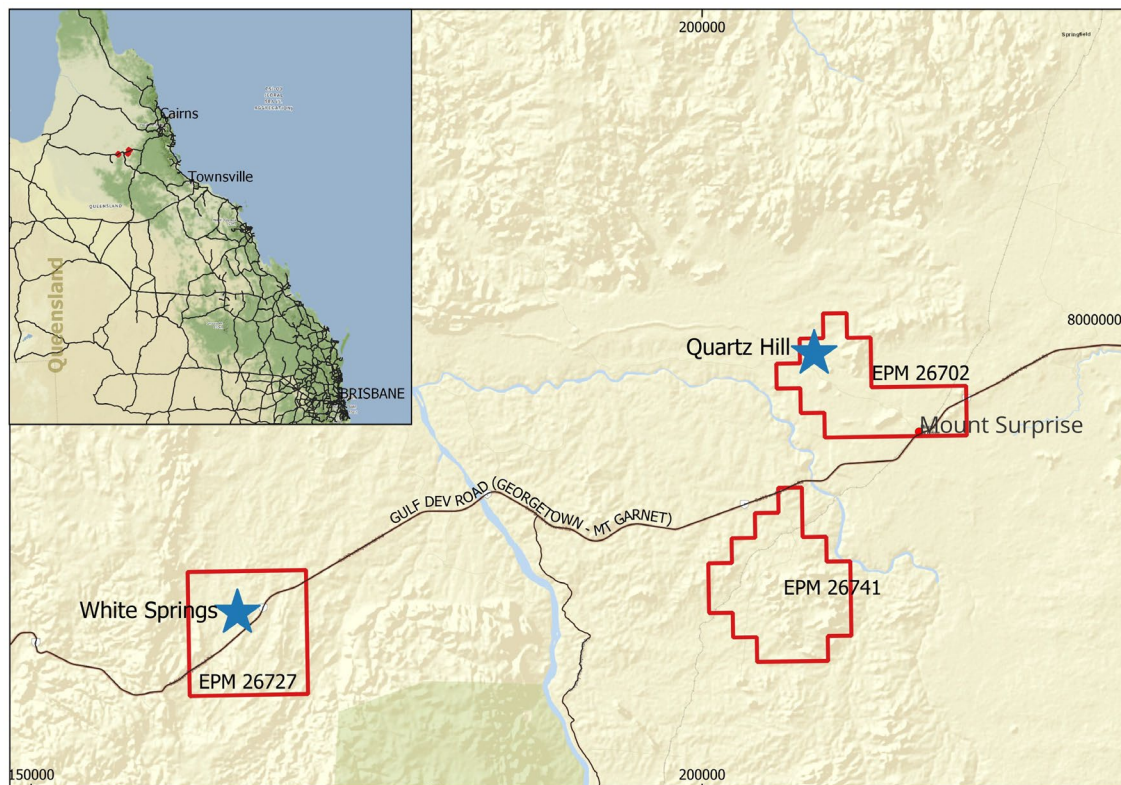 200000
Springfield
Cairns
Townsville
QUEENSLAND
Queensland
BRISBANE
8000000
Quartz Hill
EPM 26702
Mount Surprise
GULF DEV ROAD (GEORGETOWN - MT GARNET)
EPM 26741
White Springs
EPM 26727
150000
200000